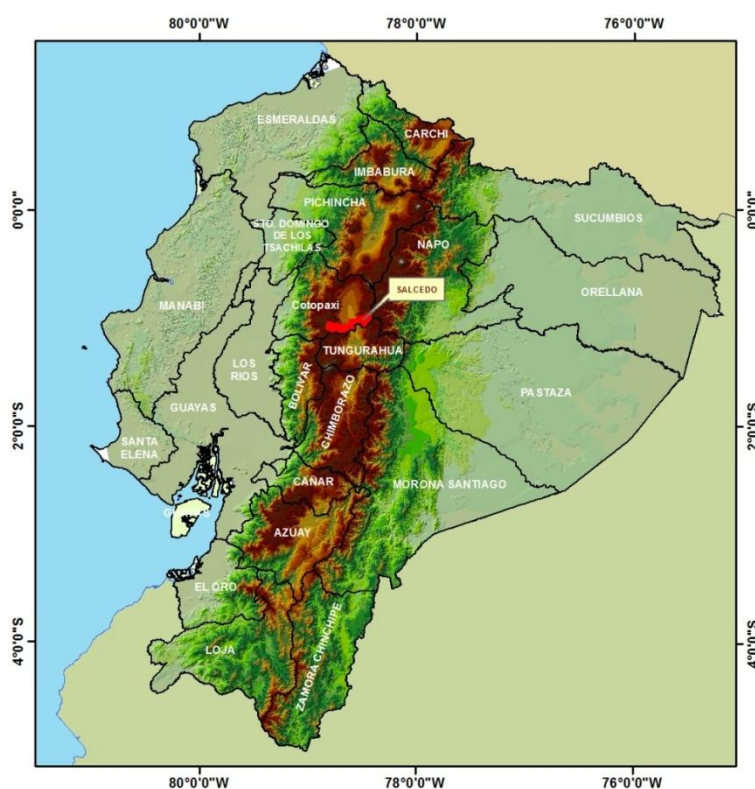 80°0'0"W
78°0'0"W
76°0'0"W
ESMERALDAS
CARCHI
IMBABURA
PICHINCHA
0°0'0"
0°0'0"
SUCUMBIOS
STO. DOMINGO
DE LOS
TSACHILAS
NAPO
SALCEDO
ORELLANA
MANABI
Cotopaxi
TUNGURAHUA
LOS
RIOS
BOLIVAR
CHIMBORAZO
PASTAZA
GUAYAS
2°0'0"S
2°0'0"S
SANTA
ELENA
CAÑAR
MORONA SANTIAGO
AZUAY
EL ORO
ZAMORA CHINCHIPE
LOJA
4°0'0"S
4°0'0"S
80°0'0"W
78°0'0"W
76°0'0"W